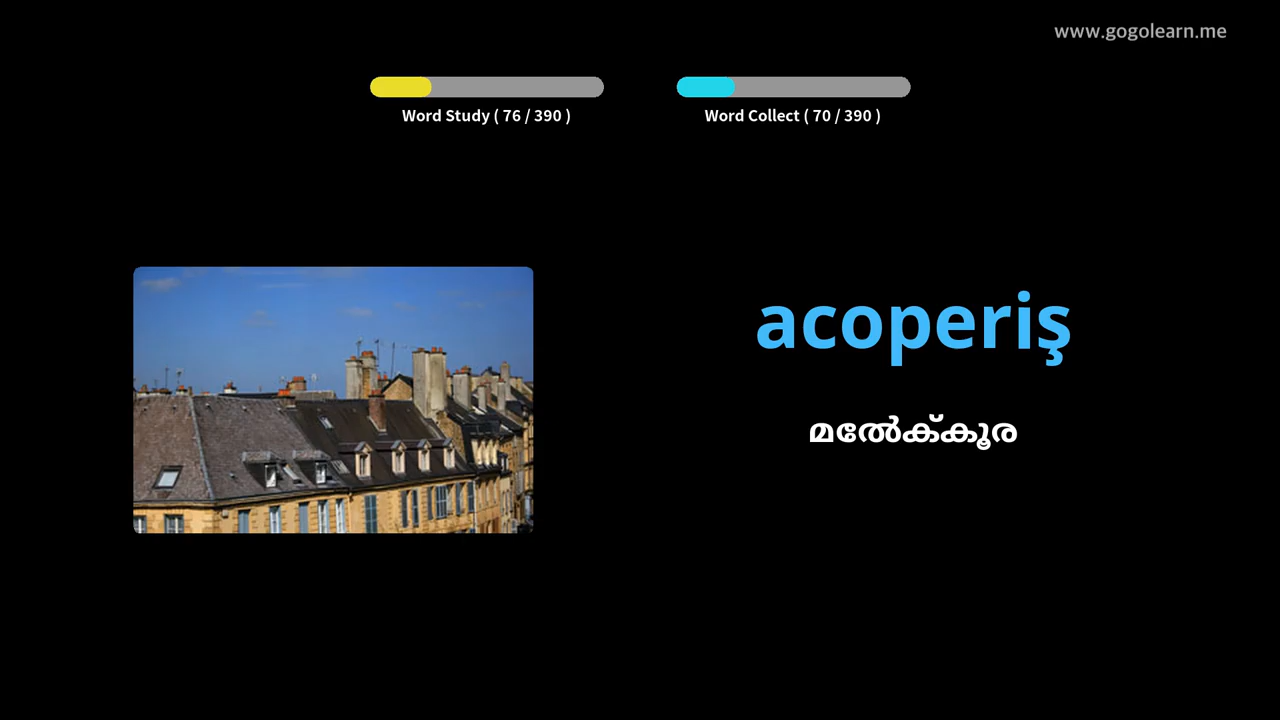 www.gogolearn.me
Word Study ( 76 / 390 )
Word Collect ( 70 / 390 )
acoperiş
മേൽക്കൂര